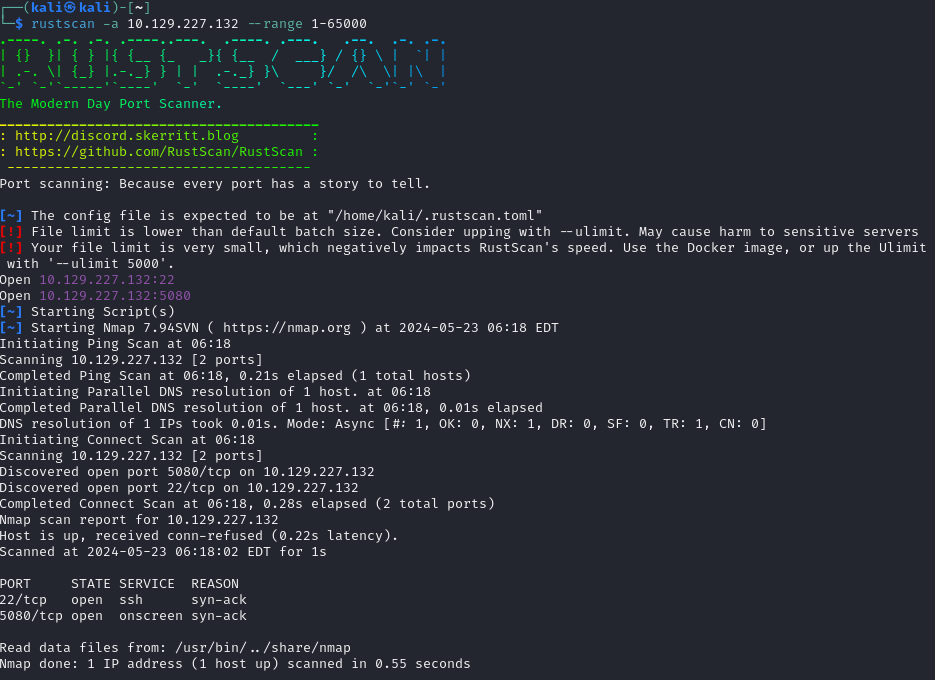 ┌──(kali㉿kali)-[~]
└─$ rustscan -a 10.129.227.132 --range 1-65000
.----. .-. .-. .----..---.  .----. .---.   .--.  .-. .-.
| {}  }| { } |{ {__ {_   _}{ {__  /  ___} / {} \ |  `| |
| .-. \| {_} |.-._} } | |  .-._} }\     }/  /\  \| |\  |
`-' `-'`-----'`----'  `-'  `----'  `---' `-'  `-'`-' `-'
The Modern Day Port Scanner.
________________________________________
: http://discord.skerritt.blog         :
: https://github.com/RustScan/RustScan :
 --------------------------------------
Port scanning: Because every port has a story to tell.
[~] The config file is expected to be at "/home/kali/.rustscan.toml"
[!] File limit is lower than default batch size. Consider upping with --ulimit. May cause harm to sensitive servers
[!] Your file limit is very small, which negatively impacts RustScan's speed. Use the Docker image, or up the Ulimit
 with '--ulimit 5000'.
Open 10.129.227.132:22
Open 10.129.227.132:5080
[~] Starting Script(s)
[~] Starting Nmap 7.94SVN ( https://nmap.org ) at 2024-05-23 06:18 EDT
Initiating Ping Scan at 06:18
Scanning 10.129.227.132 [2 ports]
Completed Ping Scan at 06:18, 0.21s elapsed (1 total hosts)
Initiating Parallel DNS resolution of 1 host. at 06:18
Completed Parallel DNS resolution of 1 host. at 06:18, 0.01s elapsed
DNS resolution of 1 IPs took 0.01s. Mode: Async [#: 1, OK: 0, NX: 1, DR: 0, SF: 0, TR: 1, CN: 0]
Initiating Connect Scan at 06:18
Scanning 10.129.227.132 [2 ports]
Discovered open port 5080/tcp on 10.129.227.132
Discovered open port 22/tcp on 10.129.227.132
Completed Connect Scan at 06:18, 0.28s elapsed (2 total ports)
Nmap scan report for 10.129.227.132
Host is up, received conn-refused (0.22s latency).
Scanned at 2024-05-23 06:18:02 EDT for 1s
PORT     STATE SERVICE  REASON
22/tcp   open  ssh      syn-ack
5080/tcp open  onscreen syn-ack
Read data files from: /usr/bin/../share/nmap
Nmap done: 1 IP address (1 host up) scanned in 0.55 seconds